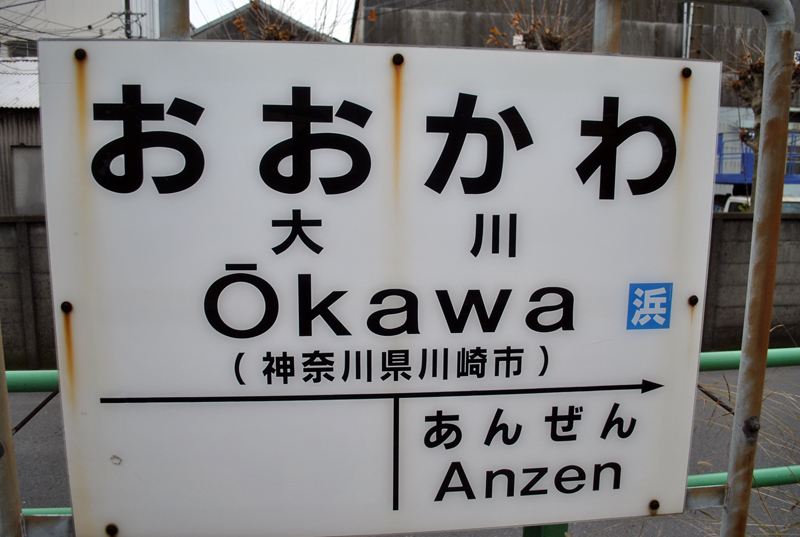 おおかわ
大川
Ōkawa
浜
(神奈川県川崎市)
あんぜん
Anzen